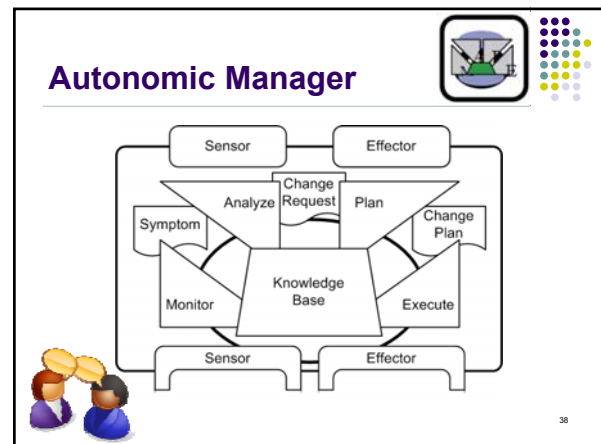 Autonomic Manager
A P
M E
Sensor
Effector
Analyze
Change
Request
Plan
Symptom
Change
Plan
Monitor
Knowledge
Base
Execute
Sensor
Effector
38